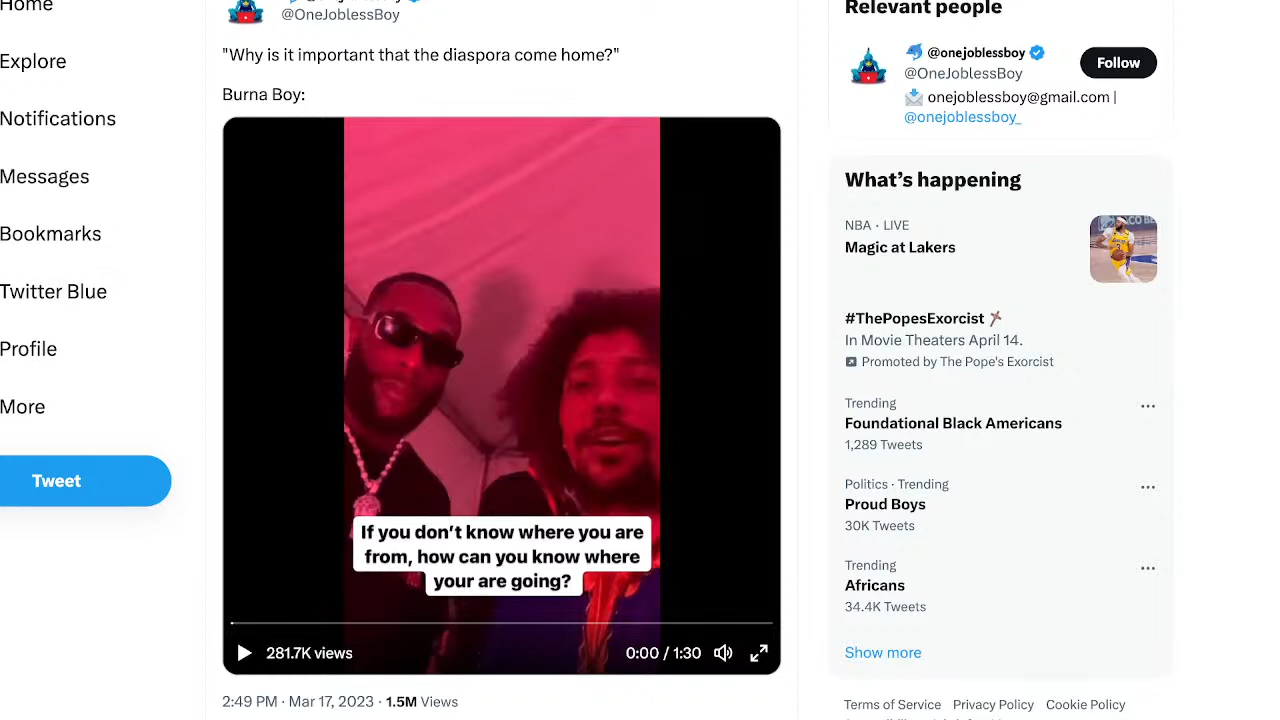 Home
Explore
Notifications
Messages
Bookmarks
Twitter Blue
Profile
More
Tweet
@OneJoblessBoy
"Why is it important that the diaspora come home?"
Burna Boy:
If you don't know where you are
from, how can you know where
your are going?
281.7K views
0:00 / 1:30
2:49 PM · Mar 17, 2023 · 1.5M Views
Relevant people
@onejoblessboy
@OneJoblessBoy
Follow
onejoblessboy@gmail.com |
@onejoblessboy_
What's happening
NBA · LIVE
Magic at Lakers
#ThePopesExorcist
In Movie Theaters April 14.
Promoted by The Pope's Exorcist
Trending
Foundational Black Americans
1,289 Tweets
Politics · Trending
Proud Boys
30K Tweets
Trending
Africans
34.4K Tweets
Show more
Terms of Service Privacy Policy Cookie Policy